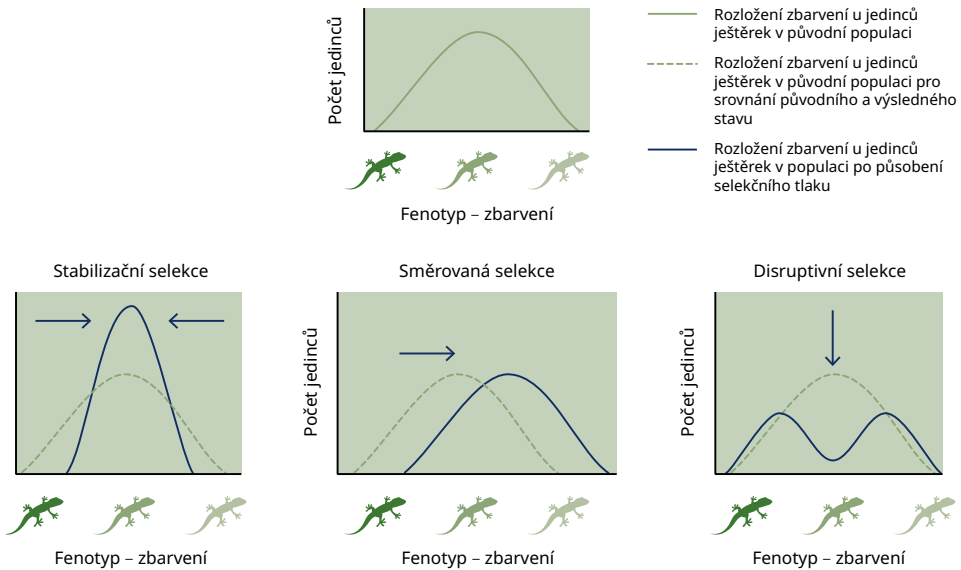 Počet jedinců
Fenotyp – zbarvení
Rozložení zbarvení u jedinců
ještěrek v původní populaci
Rozložení zbarvení u jedinců
ještěrek v původní populaci pro
srovnání původního a výsledného
stavu
Rozložení zbarvení u jedinců
ještěrek v populaci po působení
selekčního tlaku
Stabilizační selekce
Fenotyp – zbarvení
Směrovaná selekce
Počet jedinců
Fenotyp – zbarvení
Disruptivní selekce
Počet jedinců
Fenotyp – zbarvení